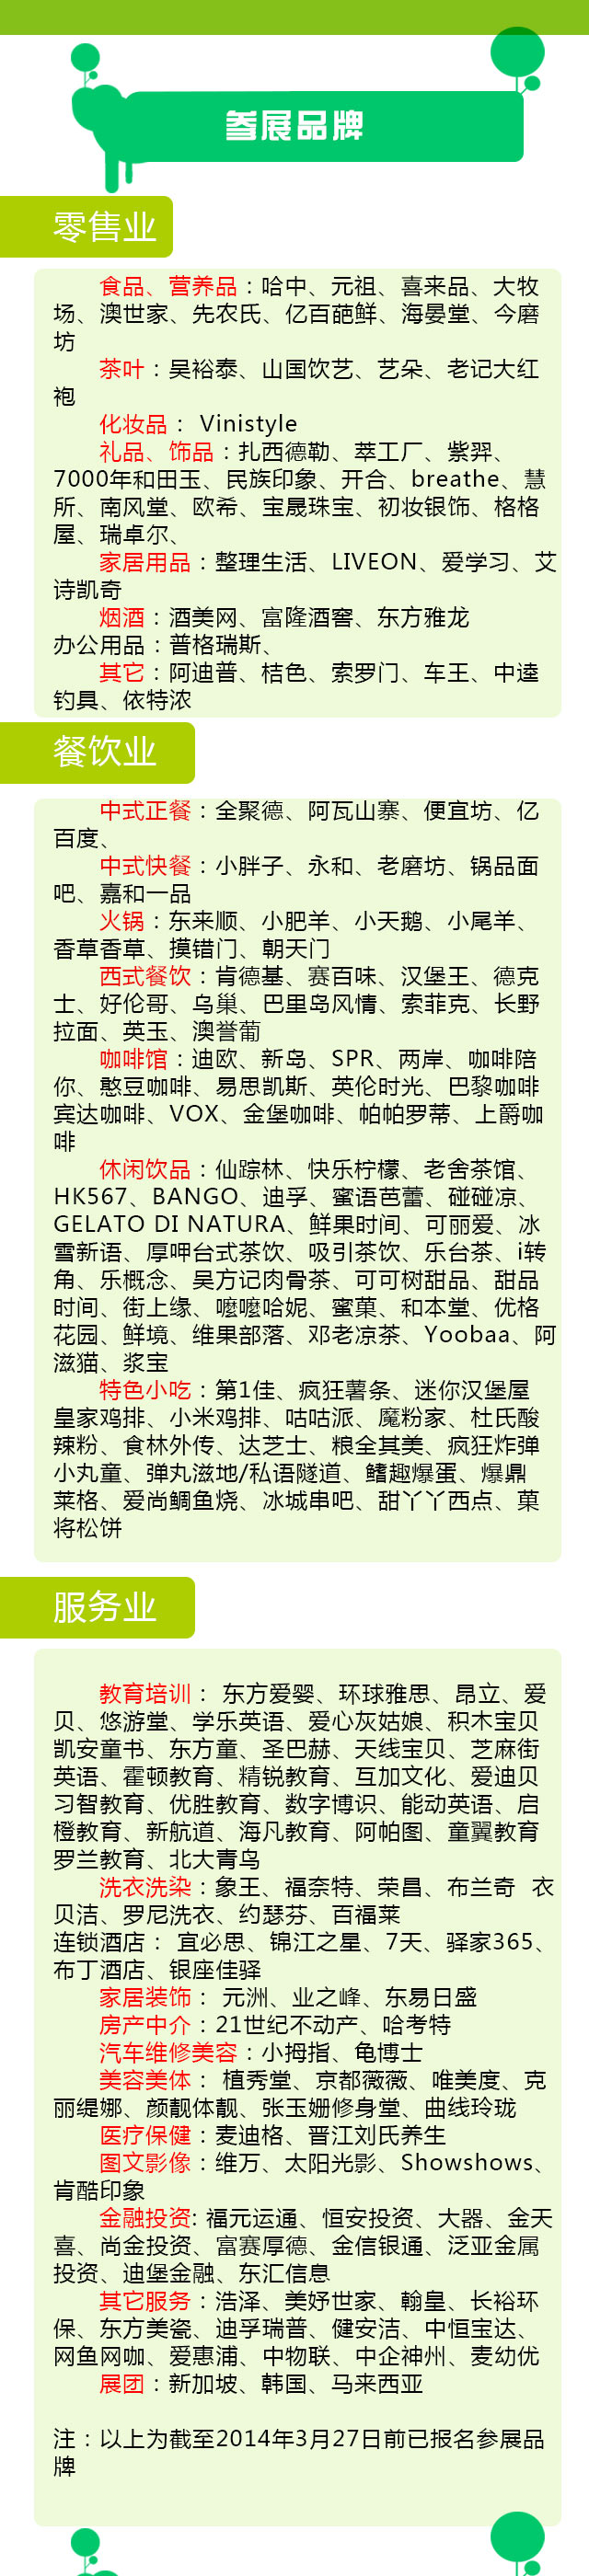 参展品牌
零售业
食品、营养品：哈中、元祖、喜来品、大牧
场、澳世家、先农氏、亿百葩鲜、海晏堂、今磨
坊
茶叶：吴裕泰、山国饮艺、艺朵、老记大红
袍
化妆品： Vinistyle
礼品、饰品：扎西德勒、萃工厂、紫羿、
7000年和田玉、民族印象、开合、breathe、慧
所、南风堂、欧希、宝晟珠宝、初妆银饰、格格
屋、瑞卓尔、
家居用品：整理生活、LIVEON、爱学习、艾
诗凯奇
烟酒：酒美网、富隆酒窖、东方雅龙
办公用品：普格瑞斯、
其它：阿迪普、桔色、索罗门、车王、中逵
钓具、依特浓
餐饮业
中式正餐：全聚德、阿瓦山寨、便宜坊、亿
百度、
中式快餐：小胖子、永和、老磨坊、锅品面
吧、嘉和一品
火锅：东来顺、小肥羊、小天鹅、小尾羊、
香草香草、摸错门、朝天门
西式餐饮：肯德基、赛百味、汉堡王、德克
士、好伦哥、乌巢、巴里岛风情、索菲克、长野
拉面、英玉、澳誉葡
咖啡馆：迪欧、新岛、SPR、两岸、咖啡陪
你、憨豆咖啡、易思凯斯、英伦时光、巴黎咖啡
宾达咖啡、VOX、金堡咖啡、帕帕罗蒂、上爵咖
啡
休闲饮品：仙踪林、快乐柠檬、老舍茶馆、
HK567、BANGO、迪孚、蜜语芭蕾、碰碰凉、
GELATO DI NATURA、鲜果时间、可丽爱、冰
雪新语、厚呷台式茶饮、吸引茶饮、乐台茶、i转
角、乐概念、吴方记肉骨茶、可可树甜品、甜品
时间、街上缘、嚒嚒哈妮、蜜菓、和本堂、优格
花园、鲜境、维果部落、邓老凉茶、Yoobaa、阿
滋猫、浆宝
特色小吃：第1佳、疯狂薯条、迷你汉堡屋
皇家鸡排、小米鸡排、咕咕派、魔粉家、杜氏酸
辣粉、食林外传、达芝士、粮全其美、疯狂炸弹
小丸童、弹丸滋地/私语隧道、鳍趣爆蛋、爆鼎
莱格、爱尚鲷鱼烧、冰城串吧、甜丫丫西点、菓
将松饼
服务业
教育培训： 东方爱婴、环球雅思、昂立、爱
贝、悠游堂、学乐英语、爱心灰姑娘、积木宝贝
凯安童书、东方童、圣巴赫、天线宝贝、芝麻街
英语、霍顿教育、精锐教育、互加文化、爱迪贝
习智教育、优胜教育、数字博识、能动英语、启
橙教育、新航道、海凡教育、阿帕图、童翼教育
罗兰教育、北大青鸟
洗衣洗染：象王、福奈特、荣昌、布兰奇 衣
贝洁、罗尼洗衣、约瑟芬、百福莱
连锁酒店： 宜必思、锦江之星、7天、驿家365、
布丁酒店、银座佳驿
家居装饰： 元洲、业之峰、东易日盛
房产中介：21世纪不动产、哈考特
汽车维修美容：小拇指、龟博士
美容美体： 植秀堂、京都薇薇、唯美度、克
丽缇娜、颜靓体靓、张玉珊修身堂、曲线玲珑
医疗保健：麦迪格、晋江刘氏养生
图文影像：维万、太阳光影、Showshows、
肯酷印象
金融投资: 福元运通、恒安投资、大器、金天
喜、尚金投资、富赛厚德、金信银通、泛亚金属
投资、迪堡金融、东汇信息
其它服务：浩泽、美妤世家、翰皇、长裕环
保、东方美瓷、迪孚瑞普、健安洁、中恒宝达、
网鱼网咖、爱惠浦、中物联、中企神州、麦幼优
展团：新加坡、韩国、马来西亚
注：以上为截至2014年3月27日前已报名参展品
牌